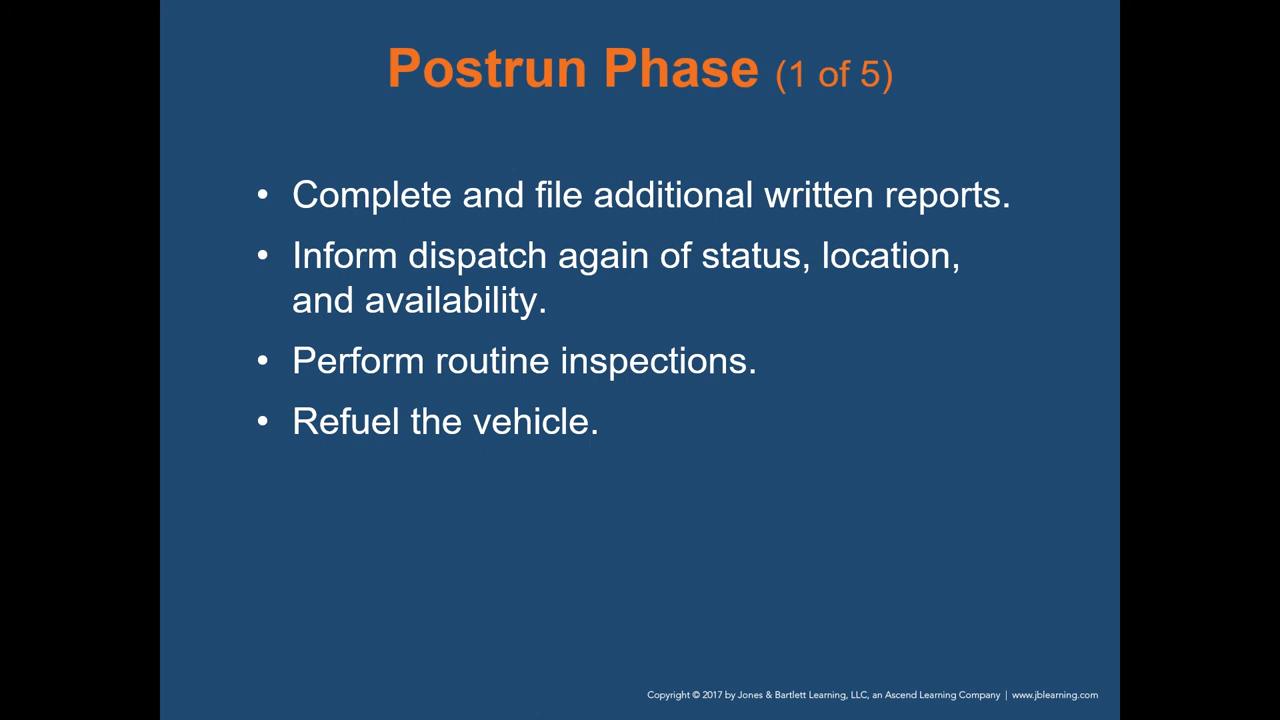 Postrun Phase (1 of 5)
• Complete and file additional written reports.
• Inform dispatch again of status, location,
and availability.
• Perform routine inspections.
• Refuel the vehicle.
Copyright © 2017 by Jones & Bartlett Learning, LLC, an Ascend Learning Company | www.jblearning.com